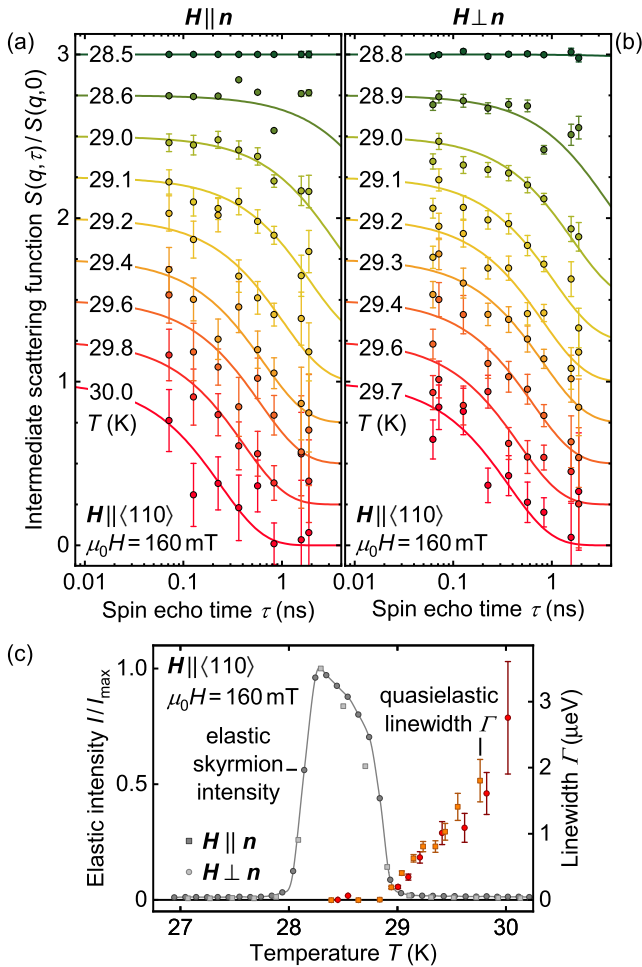 H∥n
H⊥n
(a)
(b)
Intermediate scattering function S(q,τ)/S(q,0)
3
2
1
0
28.5
28.6
29.0
29.1
29.2
29.4
29.6
29.8
30.0
T (K)
H∥⟨110⟩
μ0H = 160 mT
0.01
0.1
1
Spin echo time τ (ns)
28.8
28.9
29.0
29.1
29.2
29.3
29.4
29.6
29.7
H∥⟨110⟩
μ0H = 160 mT
0.01
0.1
1
Spin echo time τ (ns)
(c)
Elastic intensity I/Imax
1.0
0.5
0
H∥⟨110⟩
μ0H = 160 mT
elastic
skyrmion
intensity
H ∥ n
H ⊥ n
quasielastic
linewidth Γ
3
2
1
0
Linewidth Γ (μeV)
27
28
29
30
Temperature T (K)